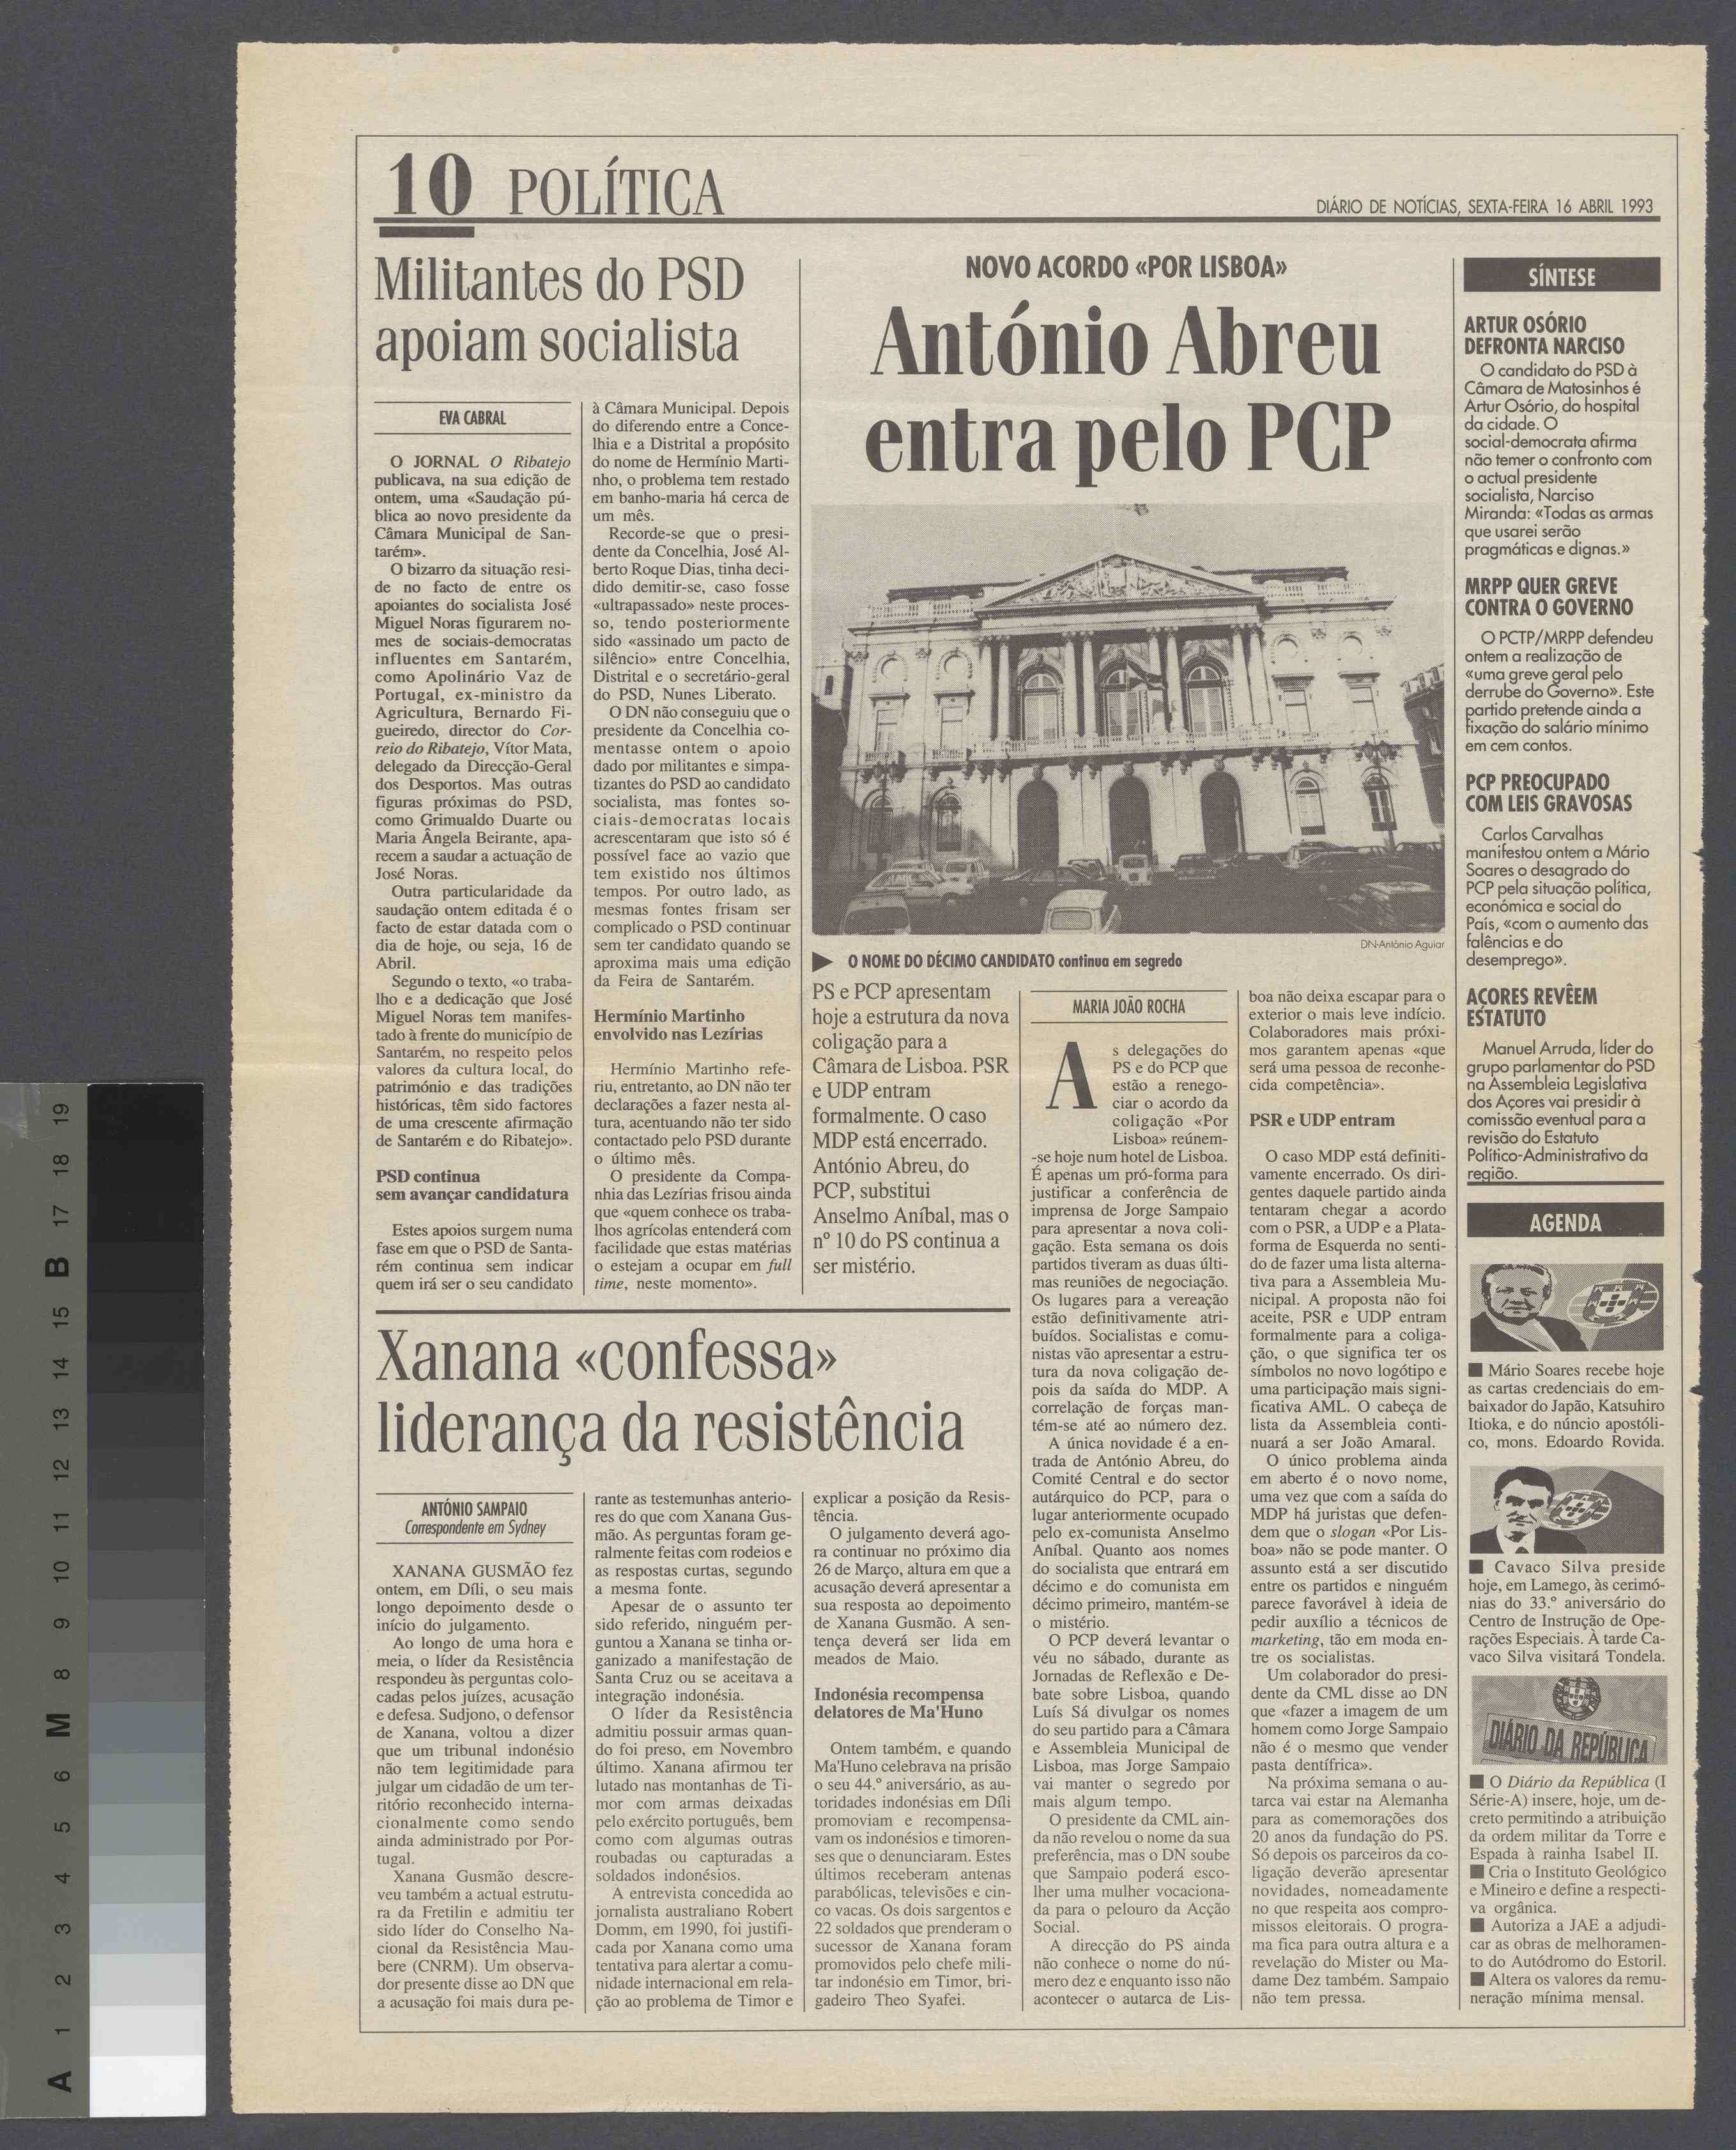 10 POLÍTICA
DIÁRIO DE NOTÍCIAS, SEXTA-FEIRA 16 ABRIL 1993
Militantes do PSD
apoiam socialista
EVA CABRAL
O JORNAL O Ribatejo
publicava, na sua edição de
ontem, uma «Saudação pú-
blica ao novo presidente da
Câmara Municipal de San-
tarém».
O bizarro da situação resi-
de no facto de entre os
apoiantes do socialista José
Miguel Noras figurarem no-
mes de sociais-democratas
influentes em Santarém,
como Apolinário Vaz de
Portugal, ex-ministro da
Agricultura, Bernardo Fi-
gueiredo, director do Cor-
reio do Ribatejo, Vítor Mata,
delegado da Direcção-Geral
dos Desportos. Mas outras
figuras próximas do PSD,
como Grimualdo Duarte ou
Maria Ângela Beirante, apa-
recem a saudar a actuação de
José Noras.
Outra particularidade da
saudação ontem editada é o
facto de estar datada com o
dia de hoje, ou seja, 16 de
Abril.
Segundo o texto, «o traba-
lho e a dedicação que José
Miguel Noras tem manifes-
tado à frente do município de
Santarém, no respeito pelos
valores da cultura local, do
património e das tradições
históricas, têm sido factores
de uma crescente afirmação
de Santarém e do Ribatejo».
PSD continua
sem avançar candidatura
Estes apoios surgem numa
fase em que o PSD de Santa-
rém continua sem indicar
quem irá ser o seu candidato
à Câmara Municipal. Depois
do diferendo entre a Conce-
lhia e a Distrital a propósito
do nome de Hermínio Marti-
nho, o problema tem restado
em banho-maria há cerca de
um mês.
Recorde-se que o presi-
dente da Concelhia, José Al-
berto Roque Dias, tinha deci-
dido demitir-se, caso fosse
«ultrapassado» neste proces-
so, tendo posteriormente
sido «assinado um pacto de
silêncio» entre Concelhia,
Distrital e o secretário-geral
do PSD, Nunes Liberato.
O DN não conseguiu que o
presidente da Concelhia co-
mentasse ontem o apoio
dado por militantes e simpa-
tizantes do PSD ao candidato
socialista, mas fontes so-
ciais-democratas locais
acrescentaram que isto só é
possível face ao vazio que
tem existido nos últimos
tempos. Por outro lado, as
mesmas fontes frisam ser
complicado o PSD continuar
sem ter candidato quando se
aproxima mais uma edição
da Feira de Santarém.
Hermínio Martinho
envolvido nas Lezírias
Hermínio Martinho refe-
riu, entretanto, ao DN não ter
declarações a fazer nesta al-
tura, acentuando não ter sido
contactado pelo PSD durante
o último mês.
O presidente da Compa-
nhia das Lezírias frisou ainda
que «quem conhece os traba-
lhos agrícolas entenderá com
facilidade que estas matérias
o estejam a ocupar em full
time, neste momento».
NOVO ACORDO «POR LISBOA»
António Abreu
entra pelo PCP
DN-António Aguiar
▶ O NOME DO DÉCIMO CANDIDATO continua em segredo
PS e PCP apresentam
hoje a estrutura da nova
coligação para a
Câmara de Lisboa. PSR
e UDP entram
formalmente. O caso
MDP está encerrado.
António Abreu, do
PCP, substitui
Anselmo Aníbal, mas o
nº 10 do PS continua a
ser mistério.
MARIA JOÃO ROCHA
As delegações do
PS e do PCP que
estão a renego-
ciar o acordo da
coligação «Por
Lisboa» reúnem-
-se hoje num hotel de Lisboa.
É apenas um pró-forma para
justificar a conferência de
imprensa de Jorge Sampaio
para apresentar a nova coli-
gação. Esta semana os dois
partidos tiveram as duas últi-
mas reuniões de negociação.
Os lugares para a vereação
estão definitivamente atri-
buídos. Socialistas e comu-
nistas vão apresentar a estru-
tura da nova coligação de-
pois da saída do MDP. A
correlação de forças man-
tém-se até ao número dez.
A única novidade é a en-
trada de António Abreu, do
Comité Central e do sector
autárquico do PCP, para o
lugar anteriormente ocupado
pelo ex-comunista Anselmo
Aníbal. Quanto aos nomes
do socialista que entrará em
décimo e do comunista em
décimo primeiro, mantém-se
o mistério.
O PCP deverá levantar o
véu no sábado, durante as
Jornadas de Reflexão e De-
bate sobre Lisboa, quando
Luís Sá divulgar os nomes
do seu partido para a Câmara
e Assembleia Municipal de
Lisboa, mas Jorge Sampaio
vai manter o segredo por
mais algum tempo.
O presidente da CML ain-
da não revelou o nome da sua
preferência, mas o DN soube
que Sampaio poderá esco-
lher uma mulher vocaciona-
da para o pelouro da Acção
Social.
A direcção do PS ainda
não conhece o nome do nú-
mero dez e enquanto isso não
acontecer o autarca de Lis-
boa não deixa escapar para o
exterior o mais leve indício.
Colaboradores mais próxi-
mos garantem apenas «que
será uma pessoa de reconhe-
cida competência».
PSR e UDP entram
O caso MDP está definiti-
vamente encerrado. Os diri-
gentes daquele partido ainda
tentaram chegar a acordo
com o PSR, a UDP e a Plata-
forma de Esquerda no senti-
do de fazer uma lista alterna-
tiva para a Assembleia Mu-
nicipal. A proposta não foi
aceite, PSR e UDP entram
formalmente para a coliga-
ção, o que significa ter os
símbolos no novo logótipo e
uma participação mais signi-
ficativa AML. O cabeça de
lista da Assembleia conti-
nuará a ser João Amaral.
O único problema ainda
em aberto é o novo nome,
uma vez que com a saída do
MDP há juristas que defen-
dem que o slogan «Por Lis-
boa» não se pode manter. O
assunto está a ser discutido
entre os partidos e ninguém
parece favorável à ideia de
pedir auxílio a técnicos de
marketing, tão em moda en-
tre os socialistas.
Um colaborador do presi-
dente da CML disse ao DN
que «fazer a imagem de um
homem como Jorge Sampaio
não é o mesmo que vender
pasta dentífrica».
Na próxima semana o au-
tarca vai estar na Alemanha
para as comemorações dos
20 anos da fundação do PS.
Só depois os parceiros da co-
ligação deverão apresentar
novidades, nomeadamente
no que respeita aos compro-
missos eleitorais. O progra-
ma fica para outra altura e a
revelação do Mister ou Ma-
dame Dez também. Sampaio
não tem pressa.
Xanana «confessa»
liderança da resistência
ANTÓNIO SAMPAIO
Correspondente em Sydney
XANANA GUSMÃO fez
ontem, em Díli, o seu mais
longo depoimento desde o
início do julgamento.
Ao longo de uma hora e
meia, o líder da Resistência
respondeu às perguntas colo-
cadas pelos juízes, acusação
e defesa. Sudjono, o defensor
de Xanana, voltou a dizer
que um tribunal indonésio
não tem legitimidade para
julgar um cidadão de um ter-
ritório reconhecido interna-
cionalmente como sendo
ainda administrado por Por-
tugal.
Xanana Gusmão descre-
veu também a actual estrutu-
ra da Fretilin e admitiu ter
sido líder do Conselho Na-
cional da Resistência Mau-
bere (CNRM). Um observa-
dor presente disse ao DN que
a acusação foi mais dura pe-
rante as testemunhas anterio-
res do que com Xanana Gus-
mão. As perguntas foram ge-
ralmente feitas com rodeios e
as respostas curtas, segundo
a mesma fonte.
Apesar de o assunto ter
sido referido, ninguém per-
guntou a Xanana se tinha or-
ganizado a manifestação de
Santa Cruz ou se aceitava a
integração indonésia.
O líder da Resistência
admitiu possuir armas quan-
do foi preso, em Novembro
último. Xanana afirmou ter
lutado nas montanhas de Ti-
mor com armas deixadas
pelo exército português, bem
como com algumas outras
roubadas ou capturadas a
soldados indonésios.
A entrevista concedida ao
jornalista australiano Robert
Domm, em 1990, foi justifi-
cada por Xanana como uma
tentativa para alertar a comu-
nidade internacional em rela-
ção ao problema de Timor e
explicar a posição da Resis-
tência.
O julgamento deverá ago-
ra continuar no próximo dia
26 de Março, altura em que a
acusação deverá apresentar a
sua resposta ao depoimento
de Xanana Gusmão. A sen-
tença deverá ser lida em
meados de Maio.
Indonésia recompensa
delatores de Ma'Huno
Ontem também, e quando
Ma'Huno celebrava na prisão
o seu 44.º aniversário, as au-
toridades indonésias em Díli
promoviam e recompensa-
vam os indonésios e timoren-
ses que o denunciaram. Estes
últimos receberam antenas
parabólicas, televisões e cin-
co vacas. Os dois sargentos e
22 soldados que prenderam o
sucessor de Xanana foram
promovidos pelo chefe mili-
tar indonésio em Timor, bri-
gadeiro Theo Syafei.
SÍNTESE
ARTUR OSÓRIO
DEFRONTA NARCISO
O candidato do PSD à
Câmara de Matosinhos é
Artur Osório, do hospital
da cidade. O
social-democrata afirma
não temer o confronto com
o actual presidente
socialista, Narciso
Miranda: «Todas as armas
que usarei serão
pragmáticas e dignas.»
MRPP QUER GREVE
CONTRA O GOVERNO
O PCTP/MRPP defendeu
ontem a realização de
«uma greve geral pelo
derrube do Governo». Este
partido pretende ainda a
fixação do salário mínimo
em cem contos.
PCP PREOCUPADO
COM LEIS GRAVOSAS
Carlos Carvalhas
manifestou ontem a Mário
Soares o desagrado do
PCP pela situação política,
económica e social do
País, «com o aumento das
falências e do
desemprego».
AÇORES REVÊEM
ESTATUTO
Manuel Arruda, líder do
grupo parlamentar do PSD
na Assembleia Legislativa
dos Açores vai presidir à
comissão eventual para a
revisão do Estatuto
Político-Administrativo da
região.
AGENDA
■ Mário Soares recebe hoje
as cartas credenciais do em-
baixador do Japão, Katsuhiro
Itioka, e do núncio apostóli-
co, mons. Edoardo Rovida.
■ Cavaco Silva preside
hoje, em Lamego, às cerimó-
nias do 33.º aniversário do
Centro de Instrução de Ope-
rações Especiais. À tarde Ca-
vaco Silva visitará Tondela.
DIÁRIO DA REPÚBLICA
■ O Diário da República (I
Série-A) insere, hoje, um de-
creto permitindo a atribuição
da ordem militar da Torre e
Espada à rainha Isabel II.
■ Cria o Instituto Geológico
e Mineiro e define a respecti-
va orgânica.
■ Autoriza a JAE a adjudi-
car as obras de melhoramen-
to do Autódromo do Estoril.
■ Altera os valores da remu-
neração mínima mensal.
A 1 2 3 4 5 6 M 8 9 10 11 12 13 14 15 B 17 18 19